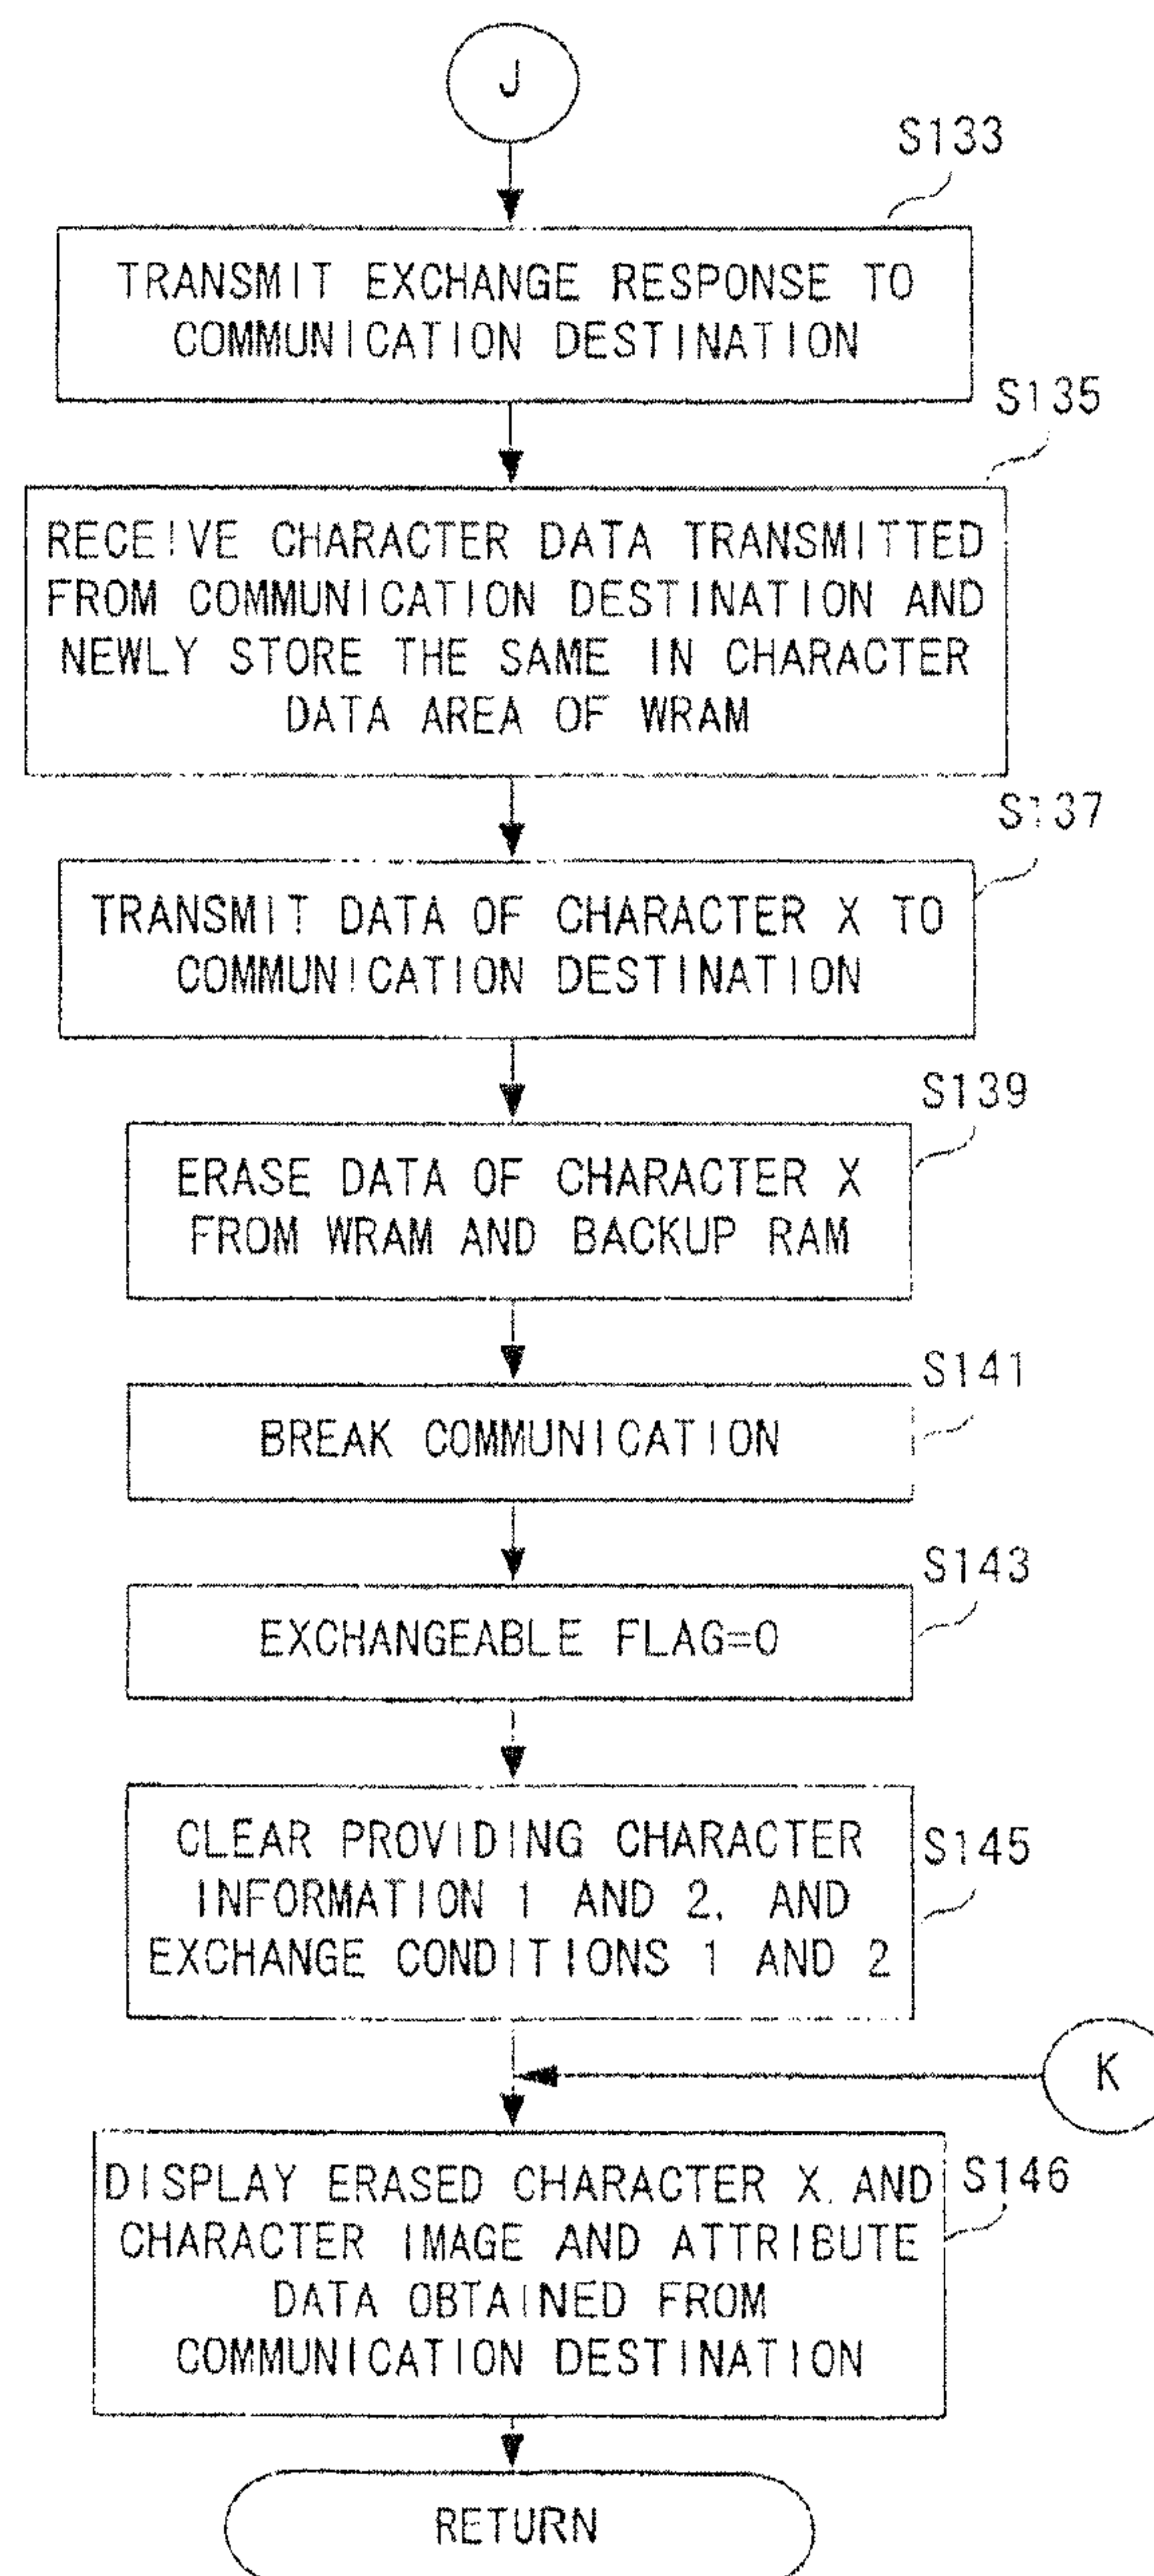 J
S133
TRANSMIT EXCHANGE RESPONSE TO
COMMUNICATION DESTINATION
S135
RECEIVE CHARACTER DATA TRANSMITTED
FROM COMMUNICATION DESTINATION AND
NEWLY STORE THE SAME IN CHARACTER
DATA AREA OF WRAM
S137
TRANSMIT DATA OF CHARACTER X TO
COMMUNICATION DESTINATION
S139
ERASE DATA OF CHARACTER X
FROM WRAM AND BACKUP RAM
S141
BREAK COMMUNICATION
S143
EXCHANGEABLE FLAG=0
S145
CLEAR PROVIDING CHARACTER
INFORMATION 1 AND 2, AND
EXCHANGE CONDITIONS 1 AND 2
K
S146
DISPLAY ERASED CHARACTER X, AND
CHARACTER IMAGE AND ATTRIBUTE
DATA OBTAINED FROM
COMMUNICATION DESTINATION
RETURN